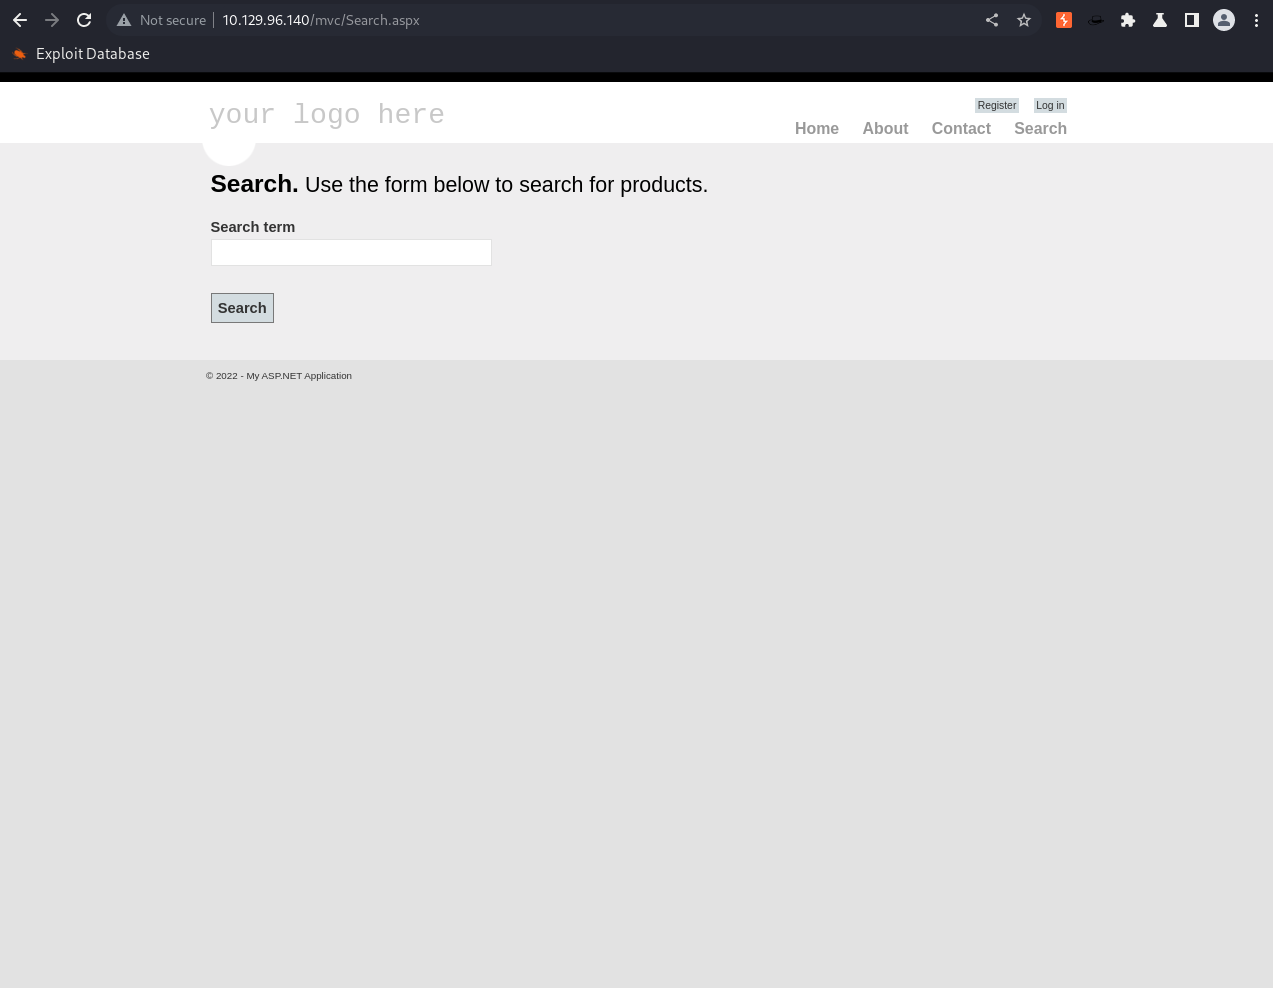 Not secure 10.129.96.140/mvc/Search.aspx
Exploit Database
your logo here
Register Log in
Home About Contact Search
Search. Use the form below to search for products.
Search term
Search
© 2022 - My ASP.NET Application